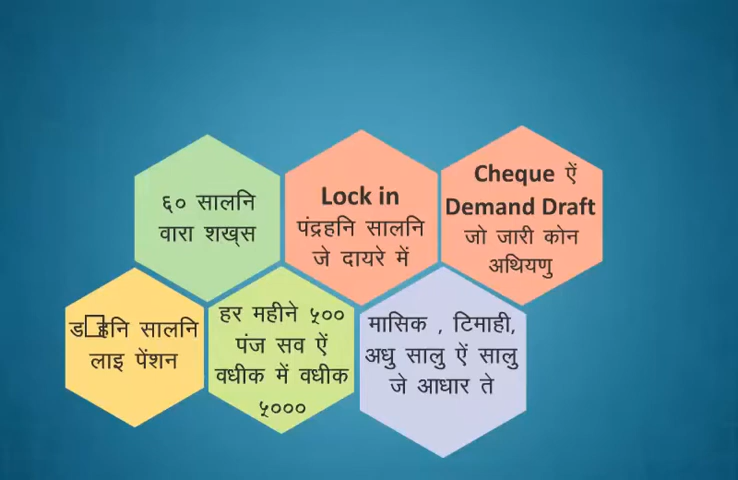 ६० सालनि
वारा शख्स
Lock in
पंद्रहनि सालनि
जे दायरे में
Cheque ऐं
Demand Draft
जो जारी कोन
अथियणु
सालनि
लाइ पेंशन
हर महीने ५००
पंज सव ऐं
वधीक में वधीक
५०००
मासिक , टिमाही,
अधु सालु ऐं सालु
जे आधार ते